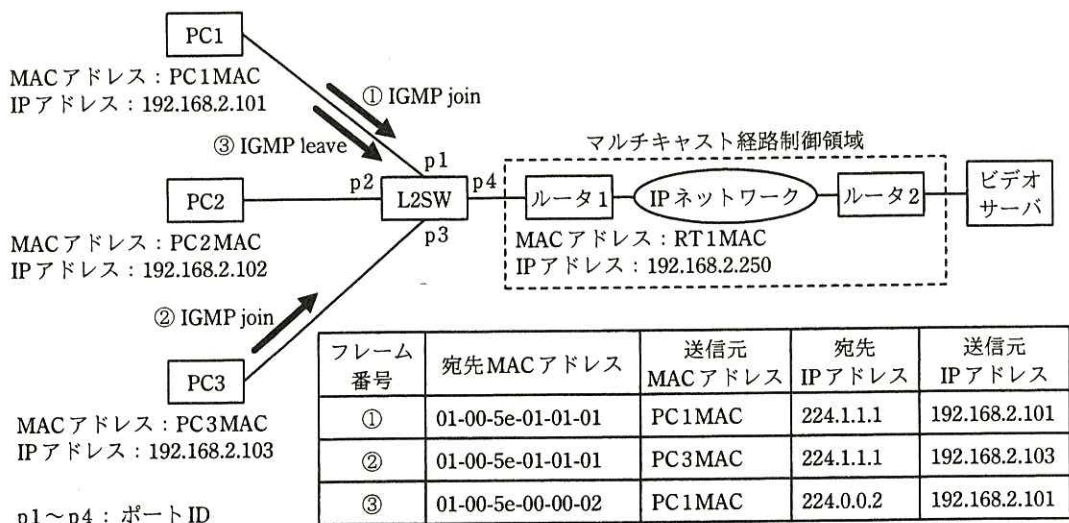 PC1
MACアドレス：PC1MAC
IPアドレス：192.168.2.101
① IGMP join
③ IGMP leave
p1
p2
p4
p3
L2SW
PC2
MACアドレス：PC2MAC
IPアドレス：192.168.2.102
マルチキャスト経路制御領域
ルータ1
IPネットワーク
ルータ2
ビデオ
サーバ
MACアドレス：RT1MAC
IPアドレス：192.168.2.250
② IGMP join
PC3
MACアドレス：PC3MAC
IPアドレス：192.168.2.103
p1～p4：ポートID
フレーム番号 宛先MACアドレス 送信元MACアドレス 宛先IPアドレス 送信元IPアドレス
① 01-00-5e-01-01-01 PC1MAC 224.1.1.1 192.168.2.101
② 01-00-5e-01-01-01 PC3MAC 224.1.1.1 192.168.2.103
③ 01-00-5e-00-00-02 PC1MAC 224.0.0.2 192.168.2.101